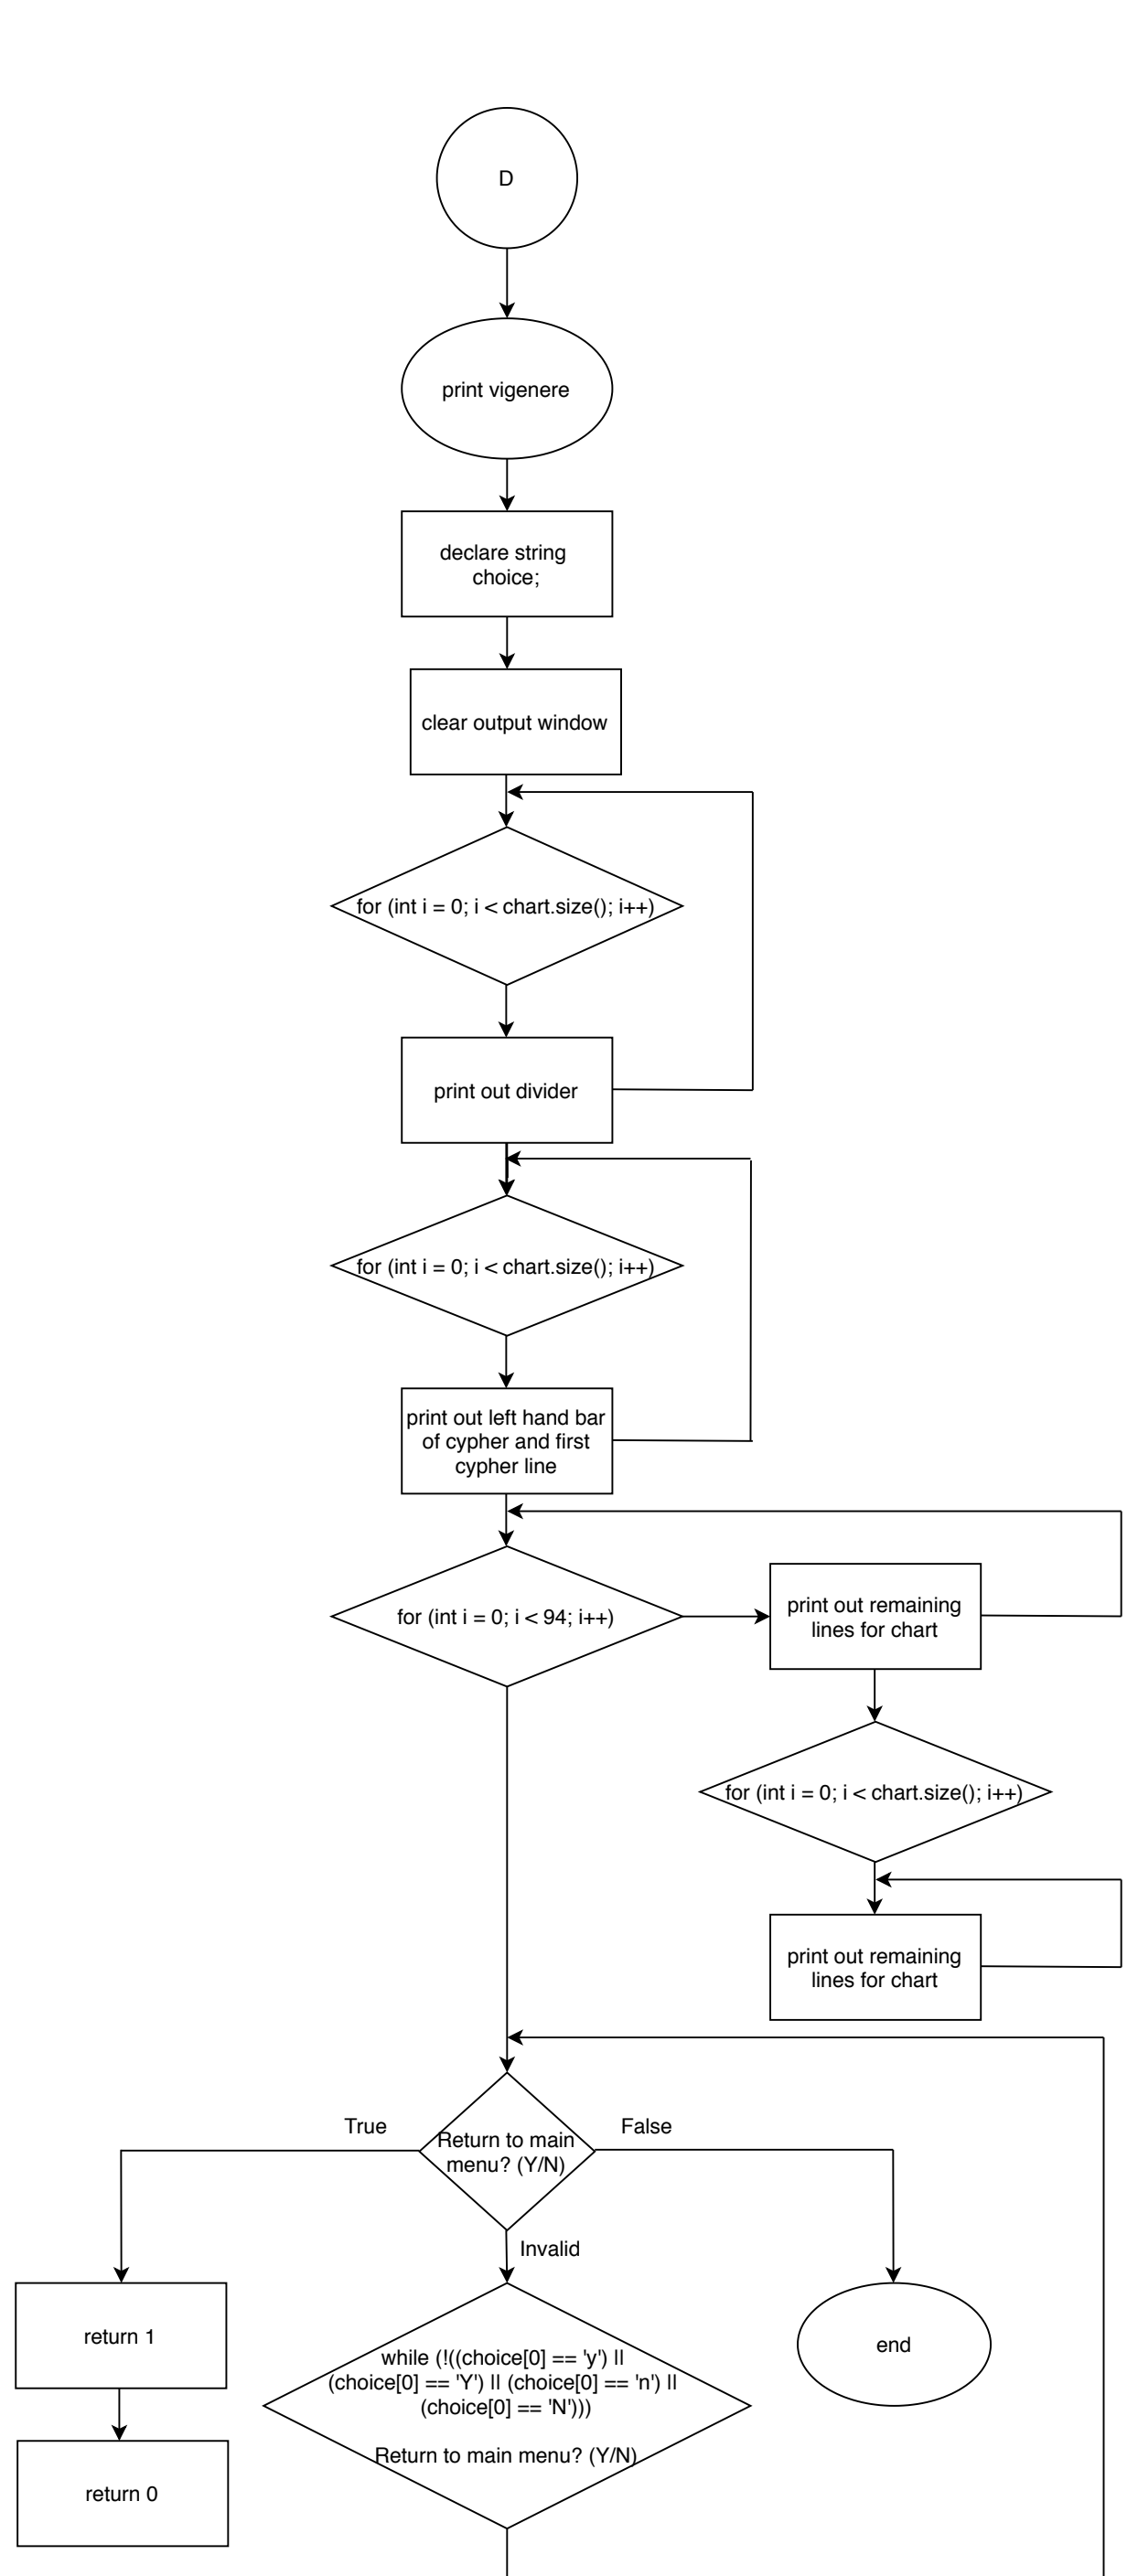 D
print vigenere
declare string
choice;
clear output window
for (int i = 0; i < chart.size(); i++)
print out divider
for (int i = 0; i < chart.size(); i++)
print out left hand bar
of cypher and first
cypher line
for (int i = 0; i < 94; i++)
print out remaining
lines for chart
for (int i = 0; i < chart.size(); i++)
print out remaining
lines for chart
True
Return to main
menu? (Y/N)
False
Invalid
return 1
while (!((choice[0] == 'y') ||
(choice[0] == 'Y') || (choice[0] == 'n') ||
(choice[0] == 'N')))
Return to main menu? (Y/N)
end
return 0